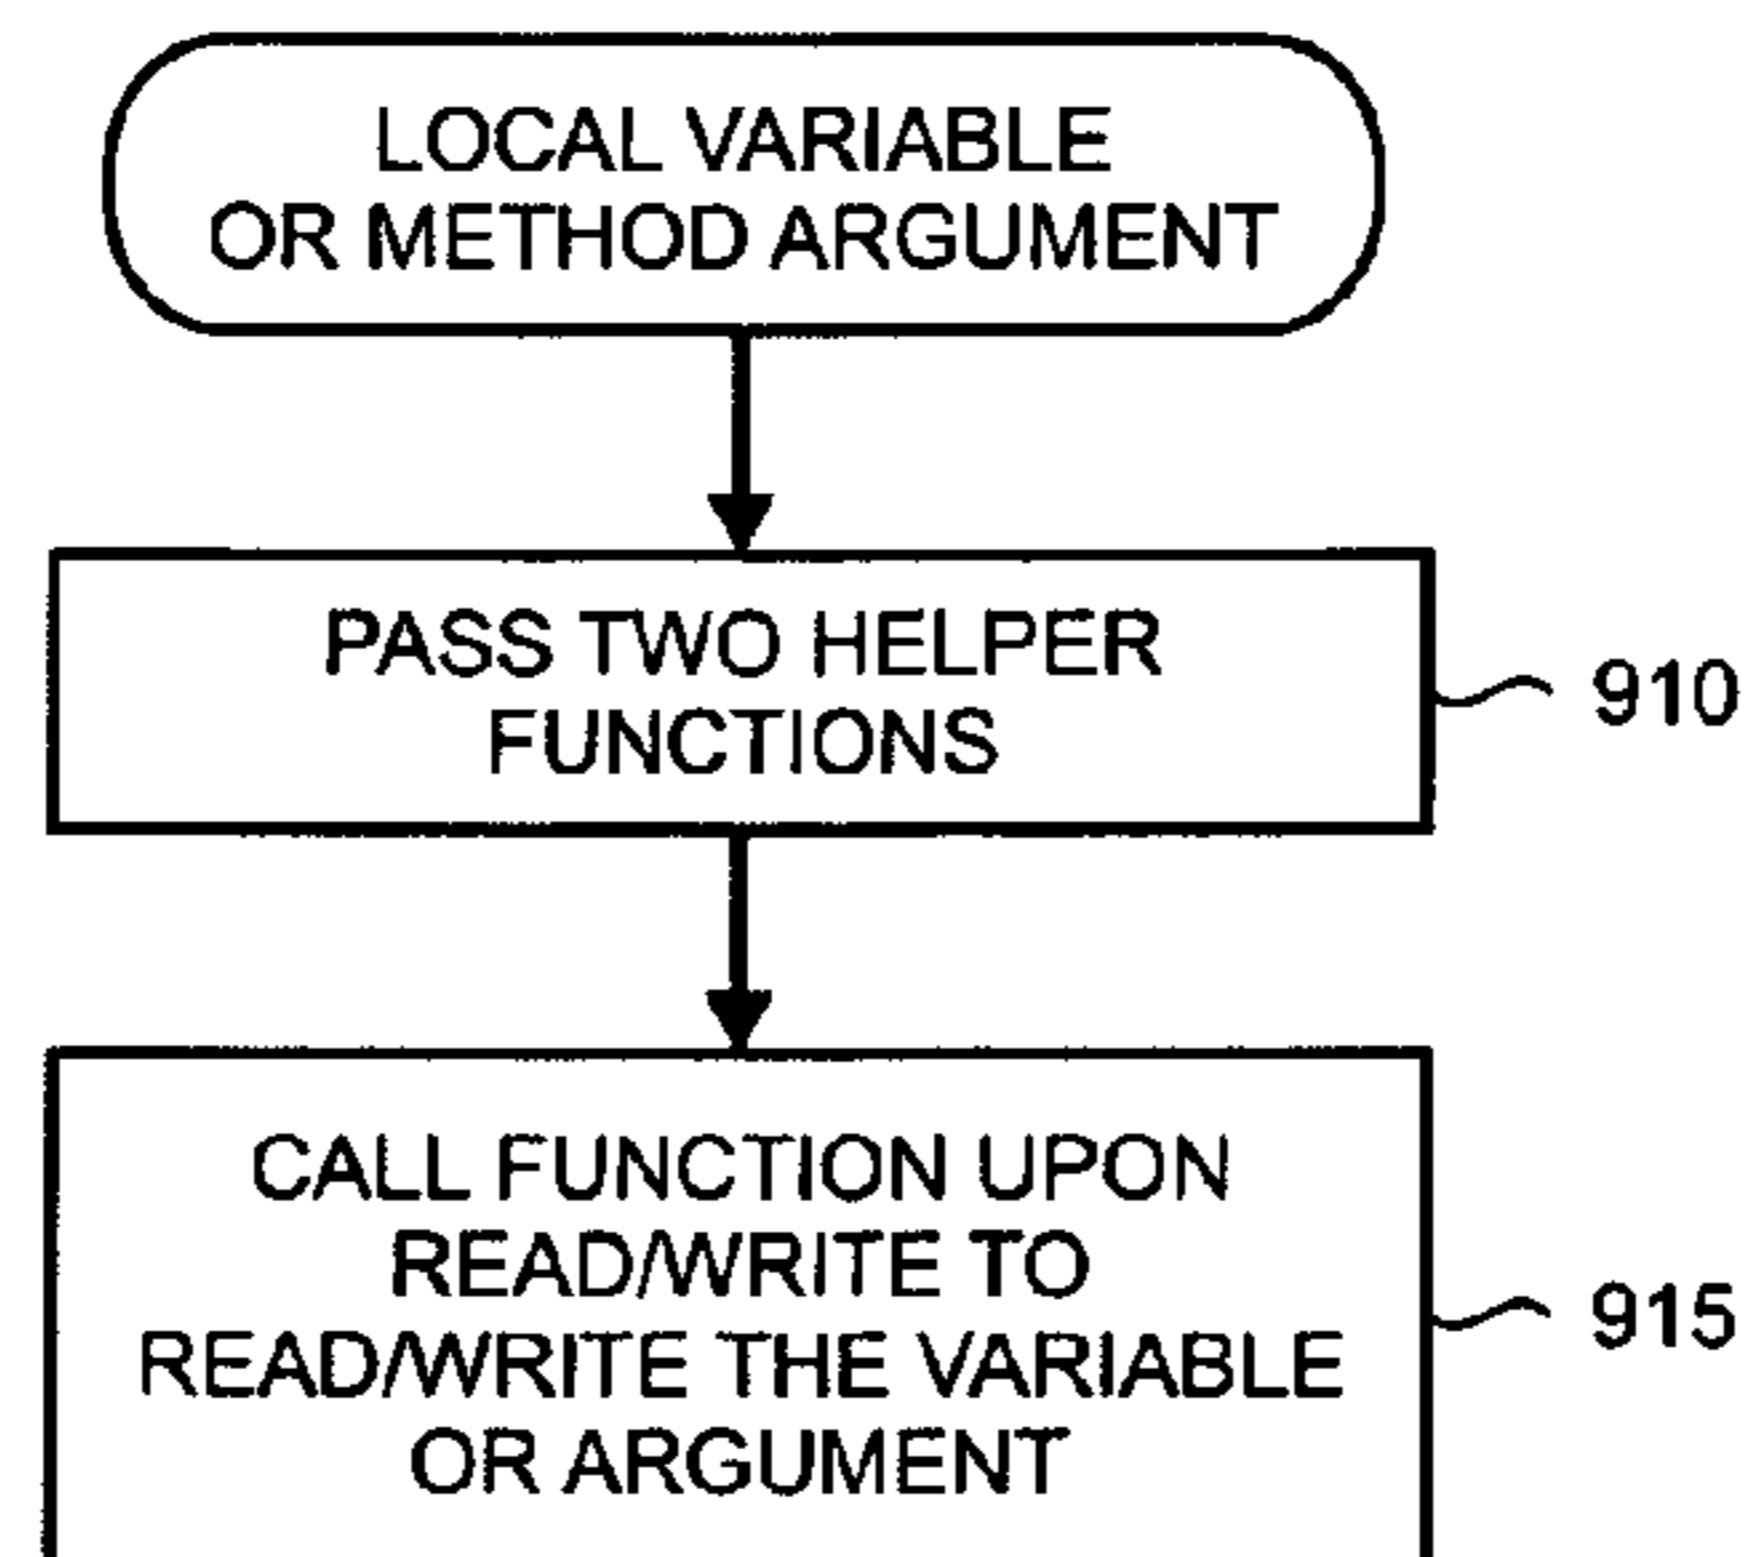 LOCAL VARIABLE
OR METHOD ARGUMENT
PASS TWO HELPER
FUNCTIONS
910
CALL FUNCTION UPON
READ/WRITE TO
READ/WRITE THE VARIABLE
OR ARGUMENT
915